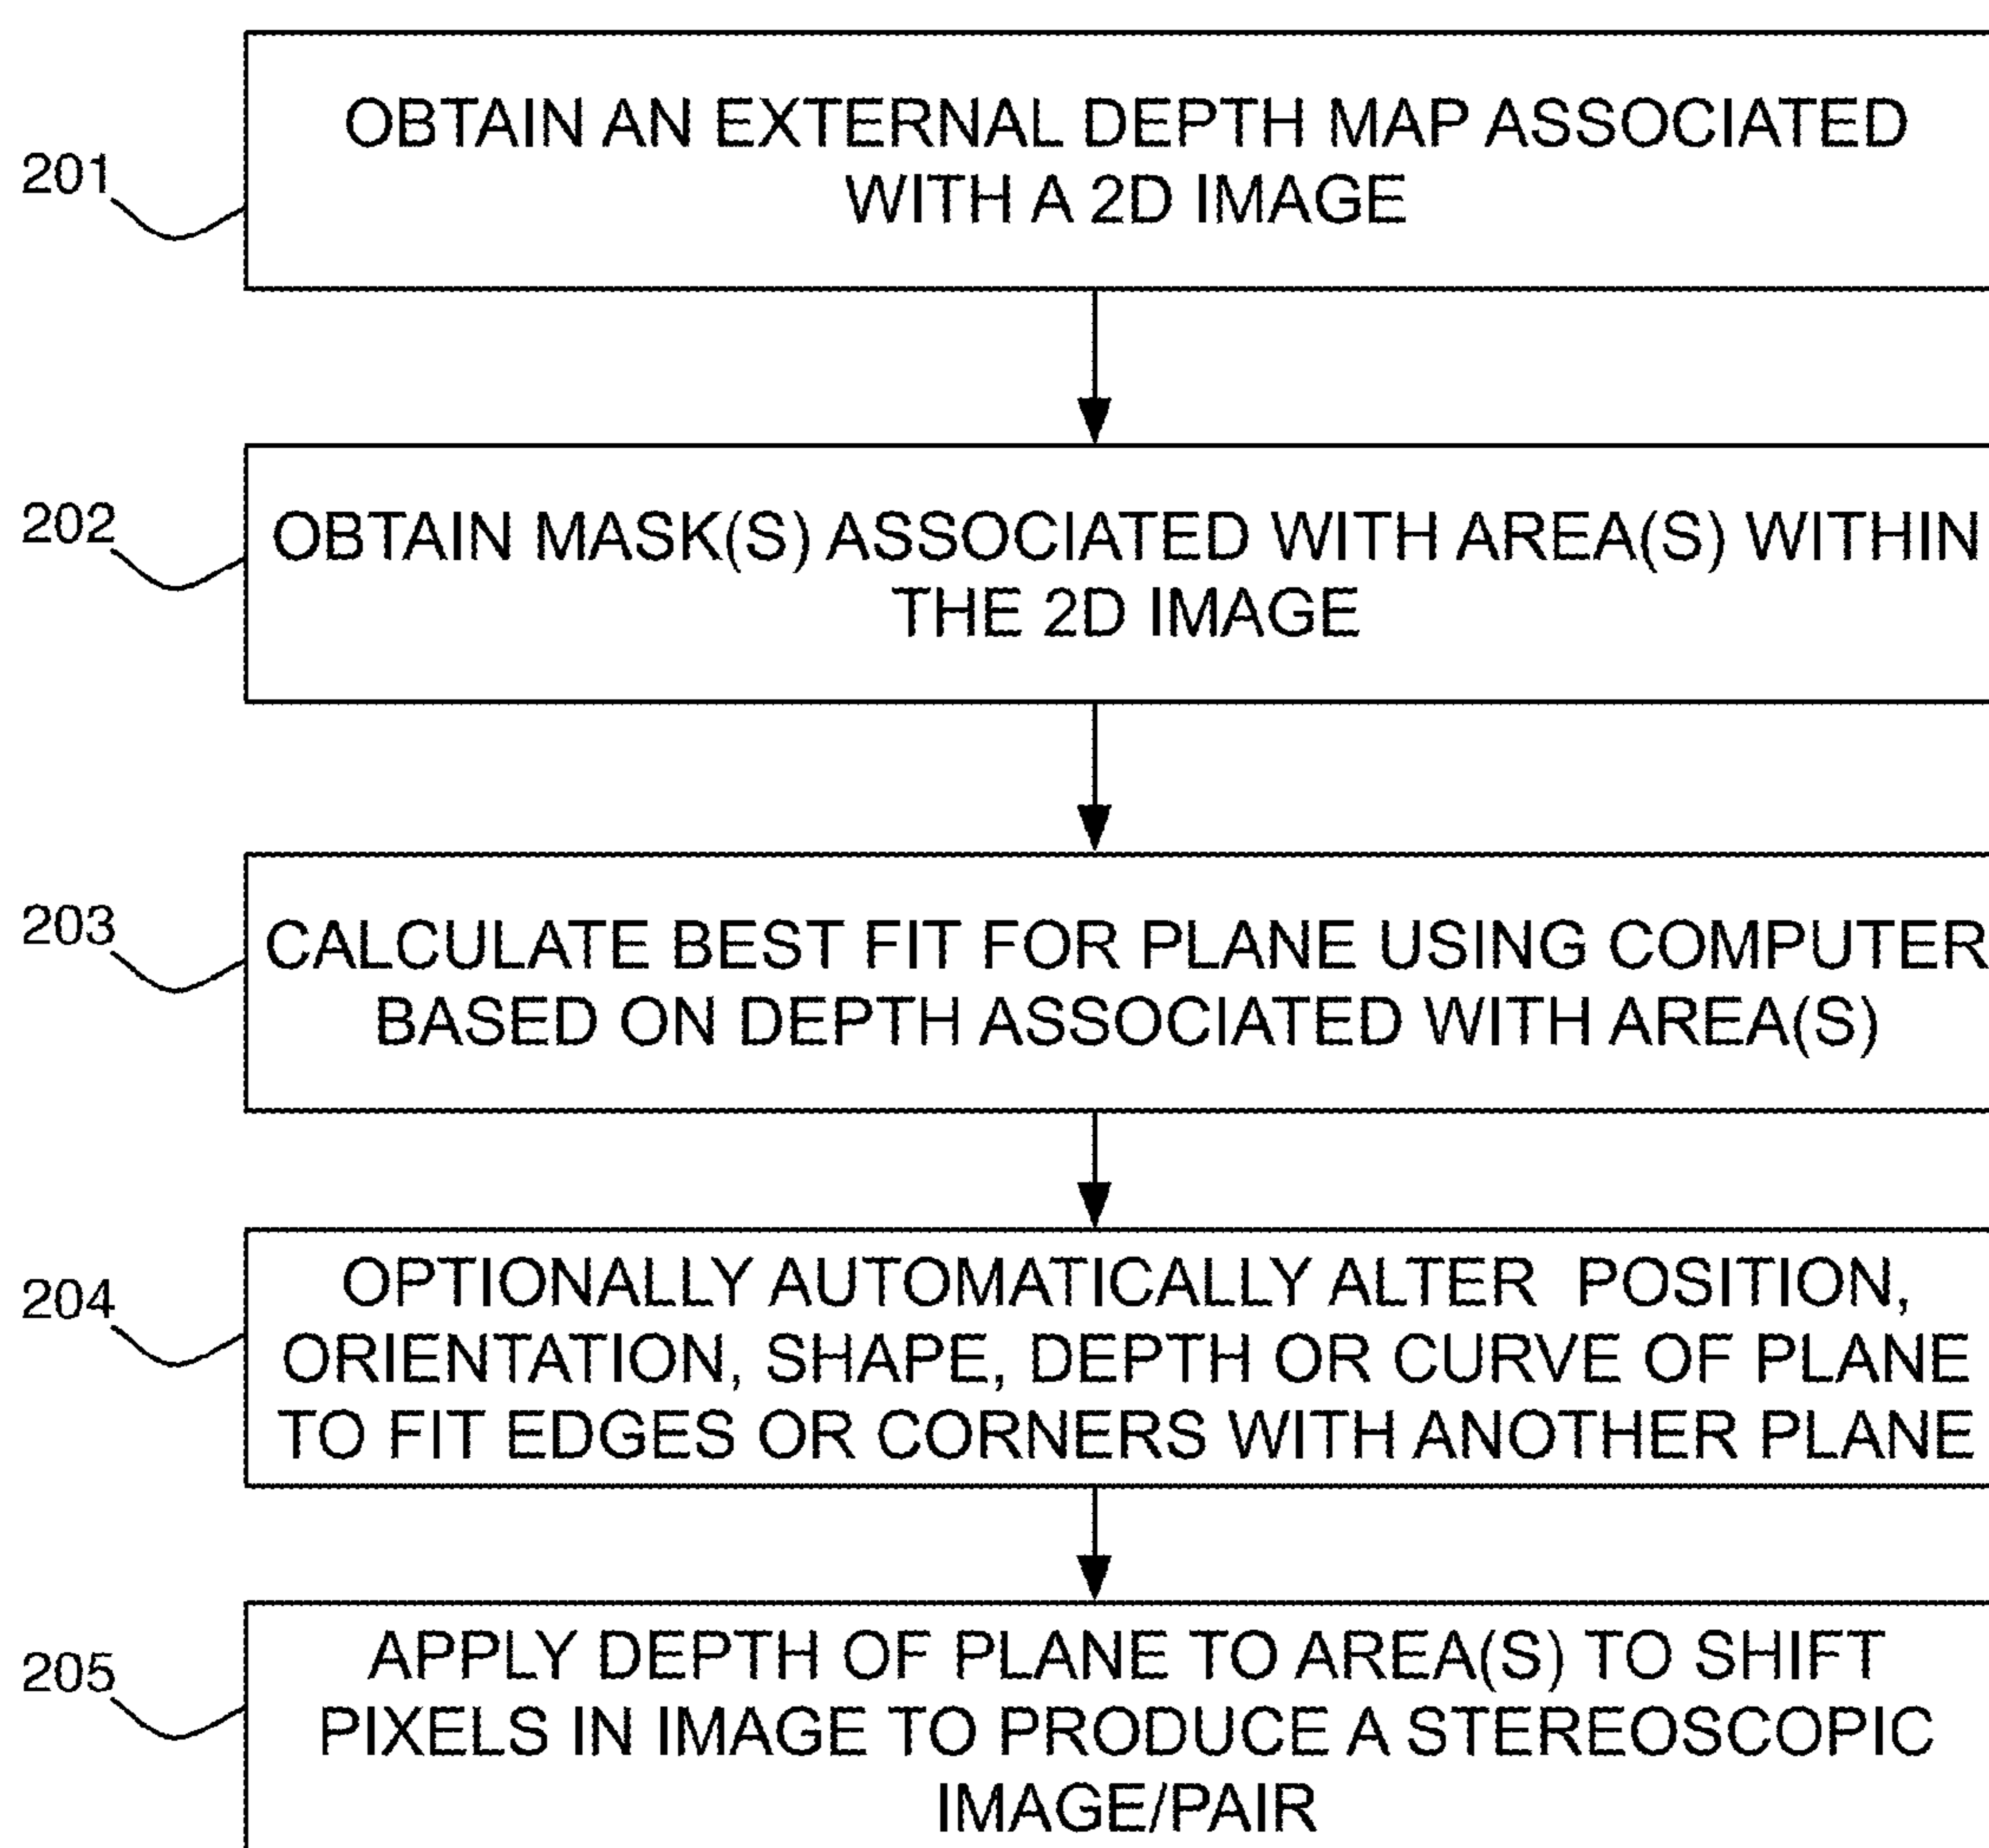 201
OBTAIN AN EXTERNAL DEPTH MAP ASSOCIATED
WITH A 2D IMAGE
202
OBTAIN MASK(S) ASSOCIATED WITH AREA(S) WITHIN
THE 2D IMAGE
203
CALCULATE BEST FIT FOR PLANE USING COMPUTER
BASED ON DEPTH ASSOCIATED WITH AREA(S)
204
OPTIONALLY AUTOMATICALLY ALTER POSITION,
ORIENTATION, SHAPE, DEPTH OR CURVE OF PLANE
TO FIT EDGES OR CORNERS WITH ANOTHER PLANE
205
APPLY DEPTH OF PLANE TO AREA(S) TO SHIFT
PIXELS IN IMAGE TO PRODUCE A STEREOSCOPIC
IMAGE/PAIR